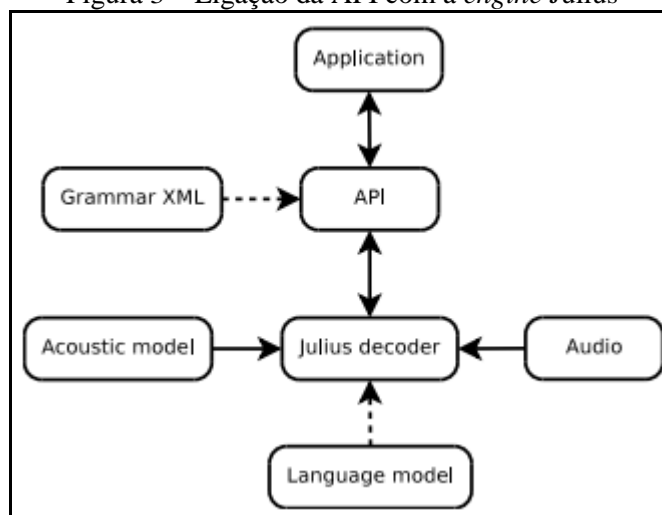 Figura 3 – Ligação da API com a engine Julius
Application
Grammar XML
API
Acoustic model
Julius decoder
Audio
Language model